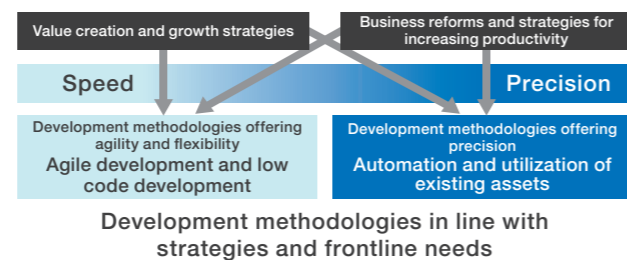 Value creation and growth strategies
Business reforms and strategies for
increasing productivity
Speed
Precision
Development methodologies offering
agility and flexibility
Agile development and low
code development
Development methodologies offering
precision
Automation and utilization of
existing assets
Development methodologies in line with
strategies and frontline needs